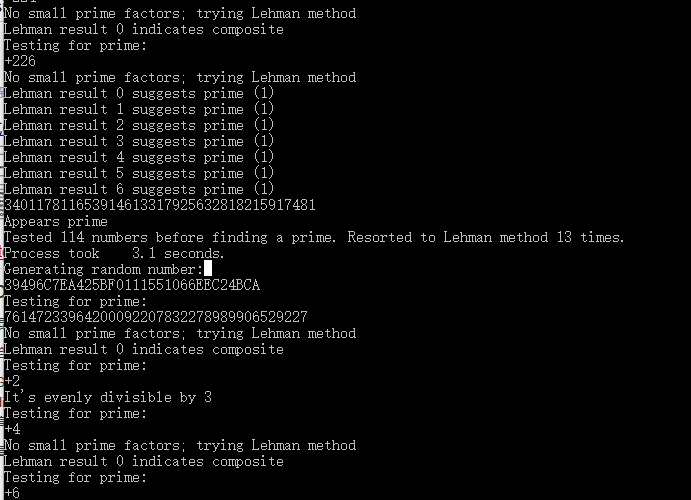 No small prime factors; trying Lehman method
Lehman result 0 indicates composite
Testing for prime:
+226
No small prime factors; trying Lehman method
Lehman result 0 suggests prime (1)
Lehman result 1 suggests prime (1)
Lehman result 2 suggests prime (1)
Lehman result 3 suggests prime (1)
Lehman result 4 suggests prime (1)
Lehman result 5 suggests prime (1)
Lehman result 6 suggests prime (1)
340117811653914613317925632818215917481
Appears prime
Tested 114 numbers before finding a prime. Resorted to Lehman method 13 times.
Process took    3.1 seconds.
Generating random number:
39496C7EA425BF0111551066EEC24BCA
Testing for prime:
76147233964200092207832278989906529227
No small prime factors; trying Lehman method
Lehman result 0 indicates composite
Testing for prime:
+2
It's evenly divisible by 3
Testing for prime:
+4
No small prime factors; trying Lehman method
Lehman result 0 indicates composite
Testing for prime:
+6